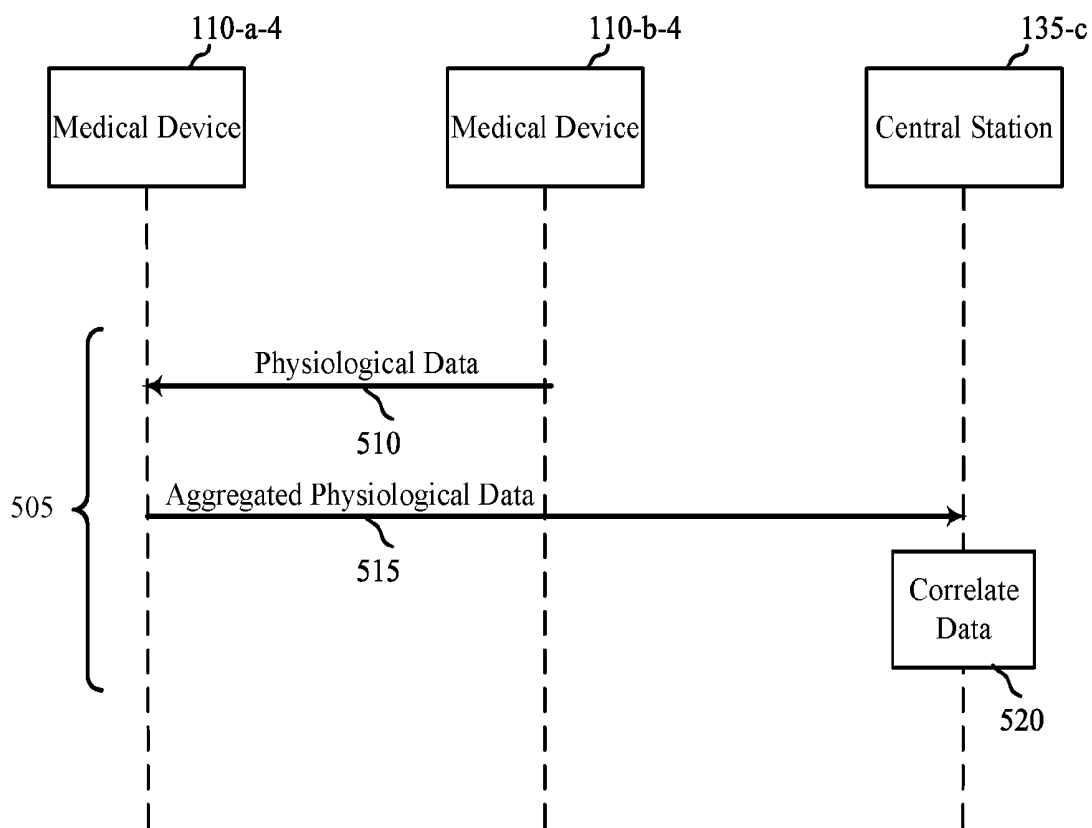 110-a-4
110-b-4
135-c
Medical Device
Medical Device
Central Station
Physiological Data
510
Aggregated Physiological Data
505
515
Correlate
Data
520